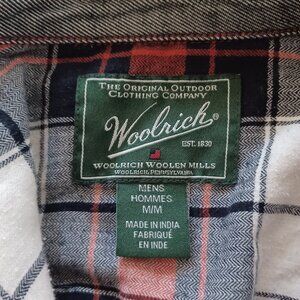 THE ORIGINAL OUTDOOR
CLOTHING COMPANY
Woolrich®
EST. 1830
WOOLRICH WOOLEN MILLS
WOOLRICH, PENNSYLVANIA
MENS
HOMMES
M/M
MADE IN INDIA
FABRIQUÉ
EN INDE